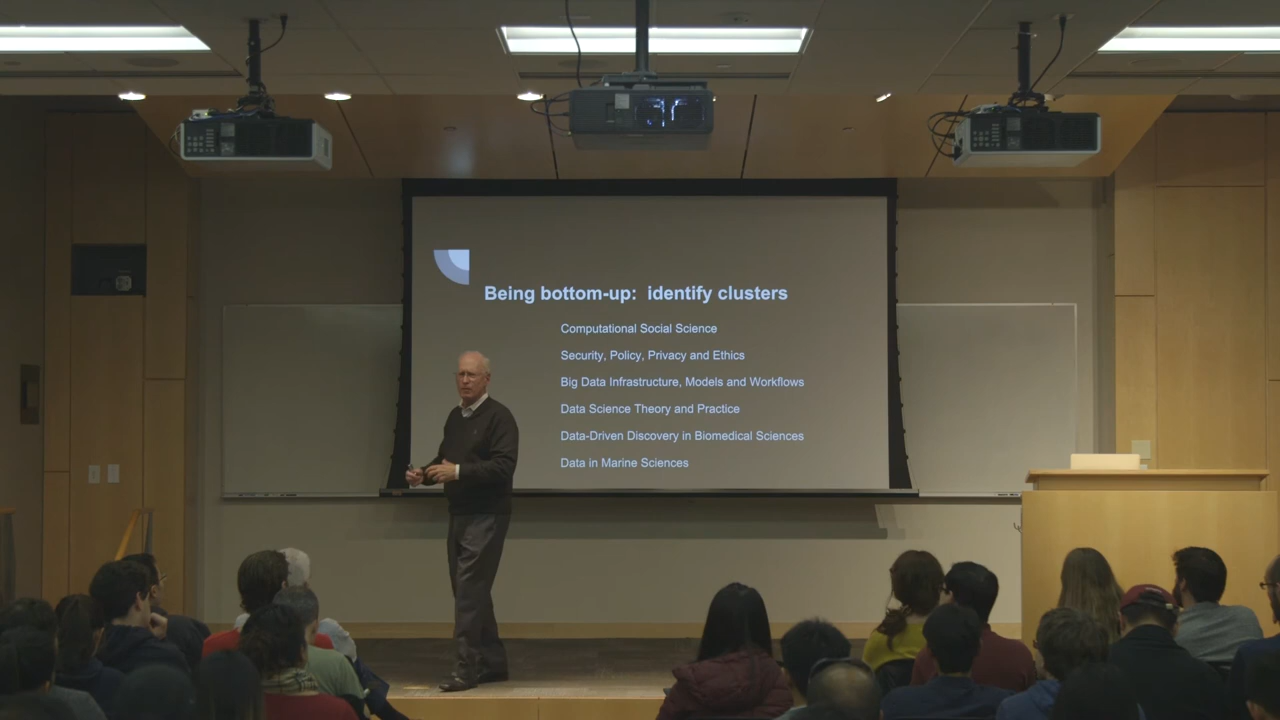 Being bottom-up: identify clusters
Computational Social Science
Security, Policy, Privacy and Ethics
Big Data Infrastructure, Models and Workflows
Data Science Theory and Practice
Data-Driven Discovery in Biomedical Sciences
Data in Marine Sciences